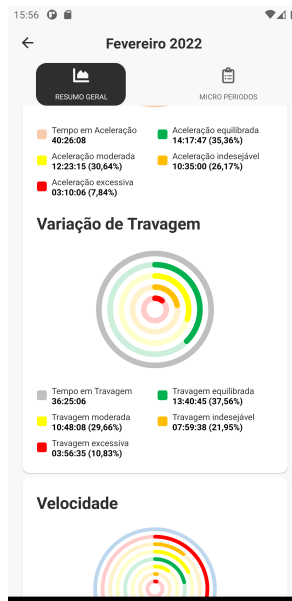 15:56
Fevereiro 2022
RESUMO GERAL
MICRO PERIODOS
Tempo em Aceleração
40:26:08
Aceleração equilibrada
14:17:47 (35,36%)
Aceleração moderada
12:23:15 (30,64%)
Aceleração indesejável
10:35:00 (26,17%)
Aceleração excessiva
03:10:06 (7,84%)
Variação de Travagem
Tempo em Travagem
36:25:06
Travagem equilibrada
13:40:45 (37,56%)
Travagem moderada
10:48:08 (29,66%)
Travagem indesejável
07:59:38 (21,95%)
Travagem excessiva
03:56:35 (10,83%)
Velocidade